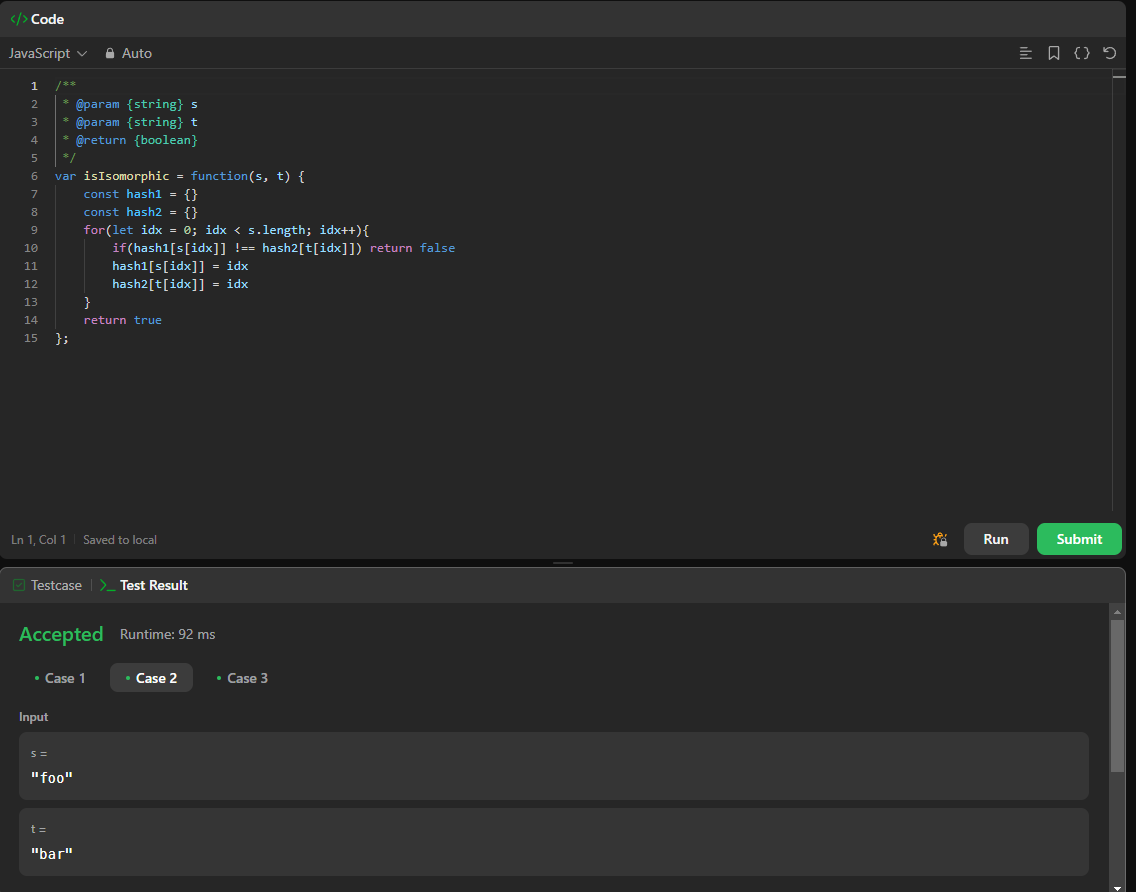 </> Code
JavaScript Auto
1 /**
2 * @param {string} s
3 * @param {string} t
4 * @return {boolean}
5 */
6 var isIsomorphic = function(s, t) {
7 const hash1 = {}
8 const hash2 = {}
9 for(let idx = 0; idx < s.length; idx++){
10 if(hash1[s[idx]] !== hash2[t[idx]]) return false
11 hash1[s[idx]] = idx
12 hash2[t[idx]] = idx
13 }
14 return true
15 };
Ln 1, Col 1 Saved to local Run Submit
Testcase >_ Test Result
Accepted Runtime: 92 ms
• Case 1 • Case 2 • Case 3
Input
s =
"foo"
t =
"bar"